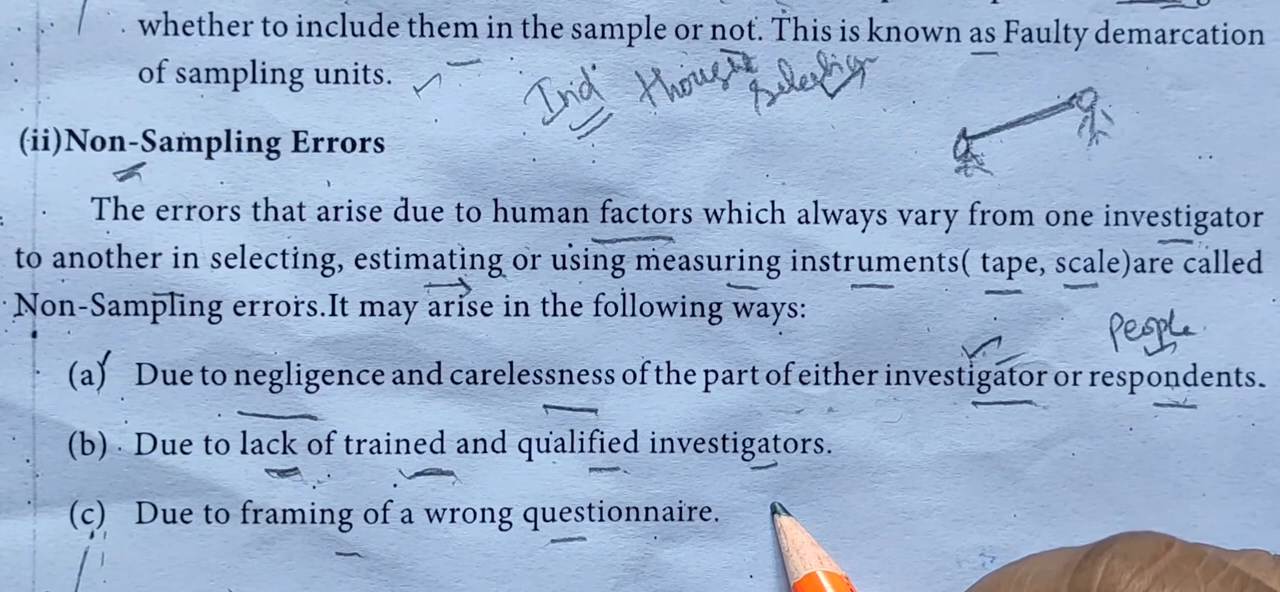 whether to include them in the sample or not. This is known as Faulty demarcation
of sampling units.
Ind thought selection
(ii)Non-Sampling Errors
The errors that arise due to human factors which always vary from one investigator
to another in selecting, estimating or using measuring instruments( tape, scale)are called
Non-Sampling errors.It may arise in the following ways:
People
(a) Due to negligence and carelessness of the part of either investigator or respondents.
(b) Due to lack of trained and qualified investigators.
(c) Due to framing of a wrong questionnaire.